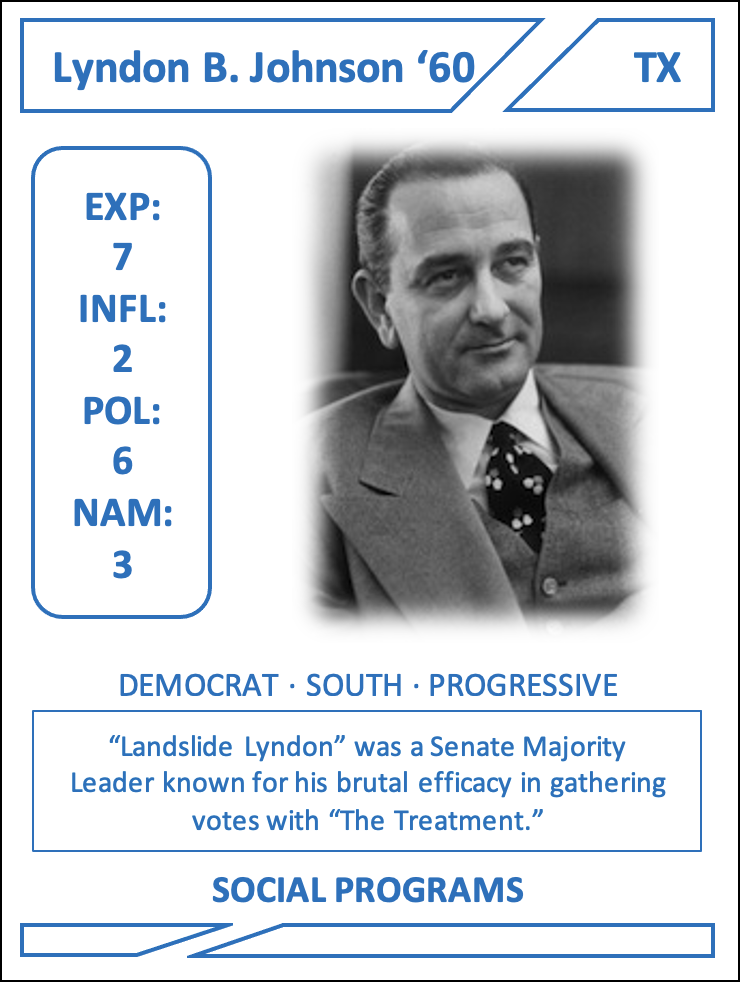 Lyndon B. Johnson ‘60
TX
EXP:
7
INFL:
2
POL:
6
NAM:
3
DEMOCRAT · SOUTH · PROGRESSIVE
“Landslide Lyndon” was a Senate Majority
Leader known for his brutal efficacy in gathering
votes with “The Treatment.”
SOCIAL PROGRAMS